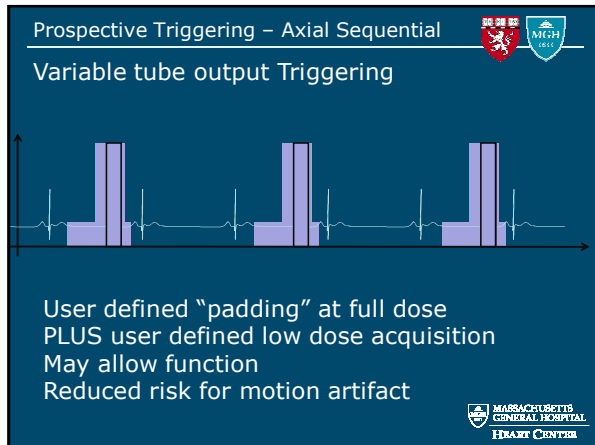 Prospective Triggering – Axial Sequential
MGH
1811
Variable tube output Triggering
User defined “padding” at full dose
PLUS user defined low dose acquisition
May allow function
Reduced risk for motion artifact
MASSACHUSETTS
GENERAL HOSPITAL
HEART CENTER